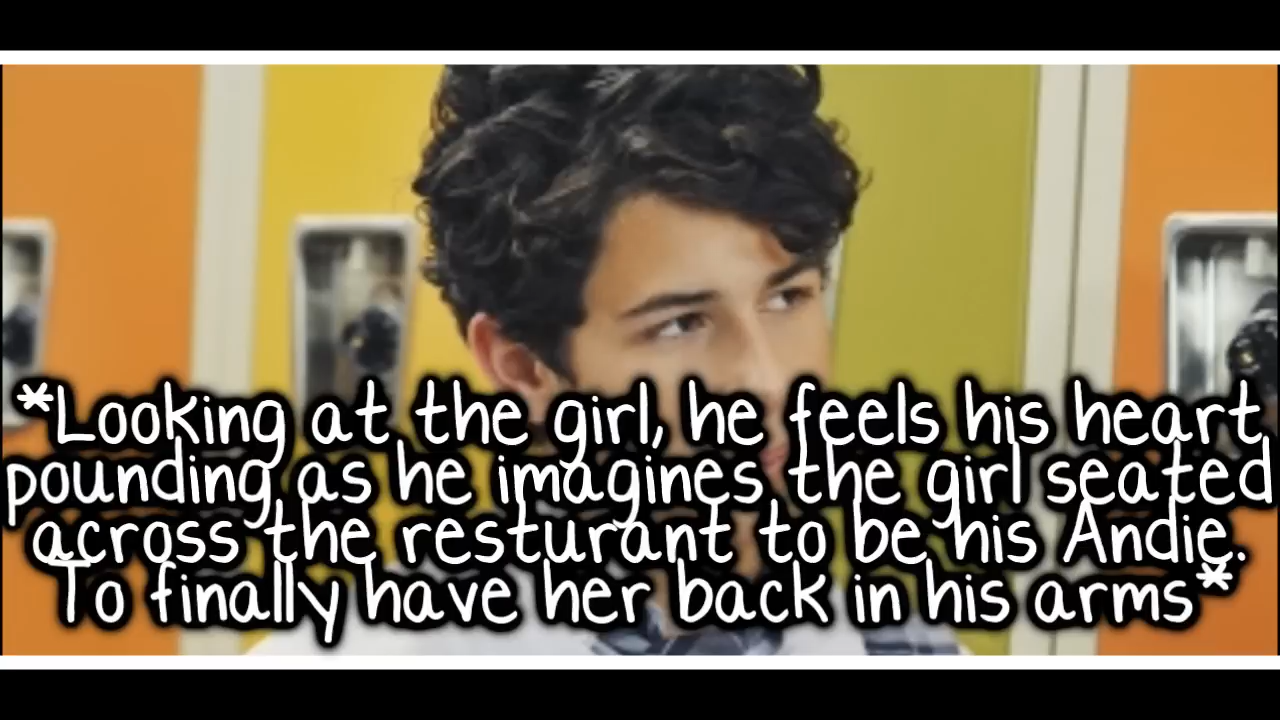 *Looking at the girl, he feels his heart
pounding as he imagines the girl seated
across the resturant to be his Andie.
To finally have her back in his arms*